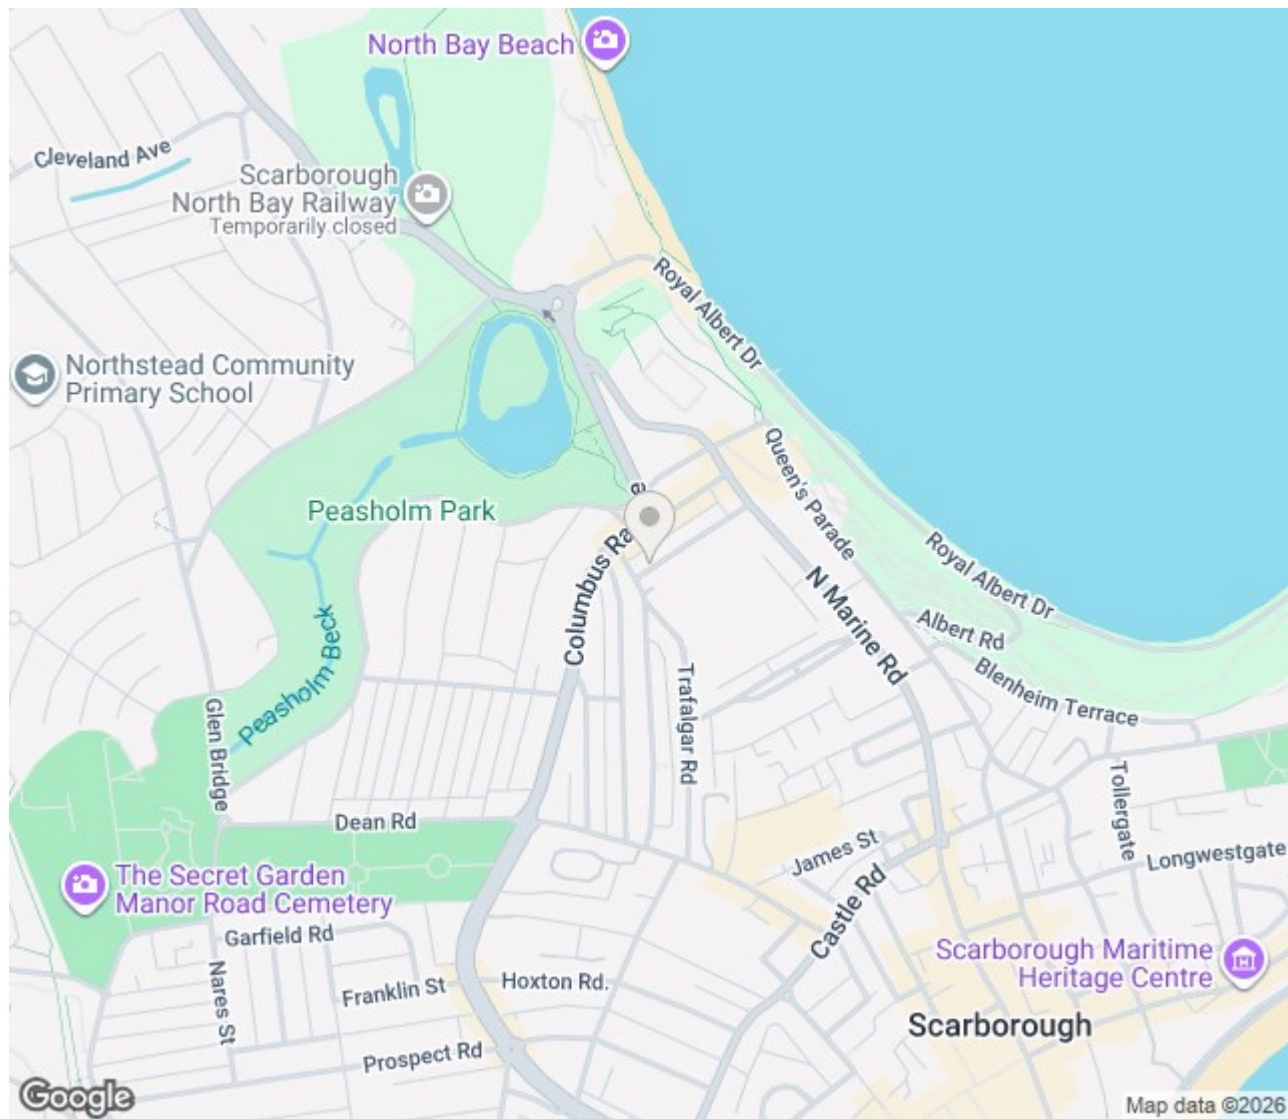 North Bay Beach
Cleveland Ave
Scarborough
North Bay Railway
Temporarily closed
Royal Albert Dr
Northstead Community
Primary School
Queen's Parade
Peasholm Park
Columbus Ra
Royal Albert Dr
N Marine Rd
Albert Rd
Peasholm Beck
Blenheim Terrace
Trafalgar Rd
Glen Bridge
Tollergate
Dean Rd
James St
Longwestgate
The Secret Garden
Manor Road Cemetery
Castle Rd
Garfield Rd
Scarborough Maritime
Heritage Centre
Nares St
Franklin St
Hoxton Rd.
Scarborough
Prospect Rd
Google
Map data ©2026